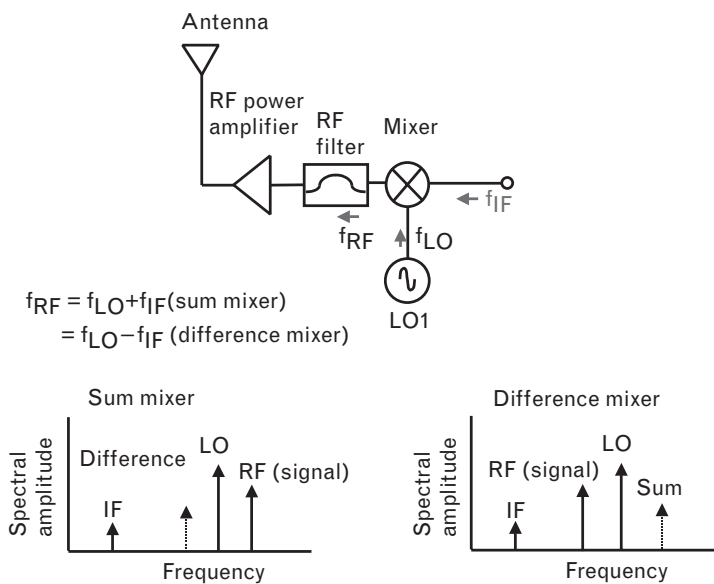 Antenna
RF power
amplifier
RF
filter
Mixer
fIF
fRF
fLO
LO1
fRF = fLO+fIF(sum mixer)
= fLO−fIF (difference mixer)
Sum mixer
Spectral
amplitude
IF
Difference
LO
RF (signal)
Frequency
Difference mixer
Spectral
amplitude
IF
RF (signal)
LO
Sum
Frequency